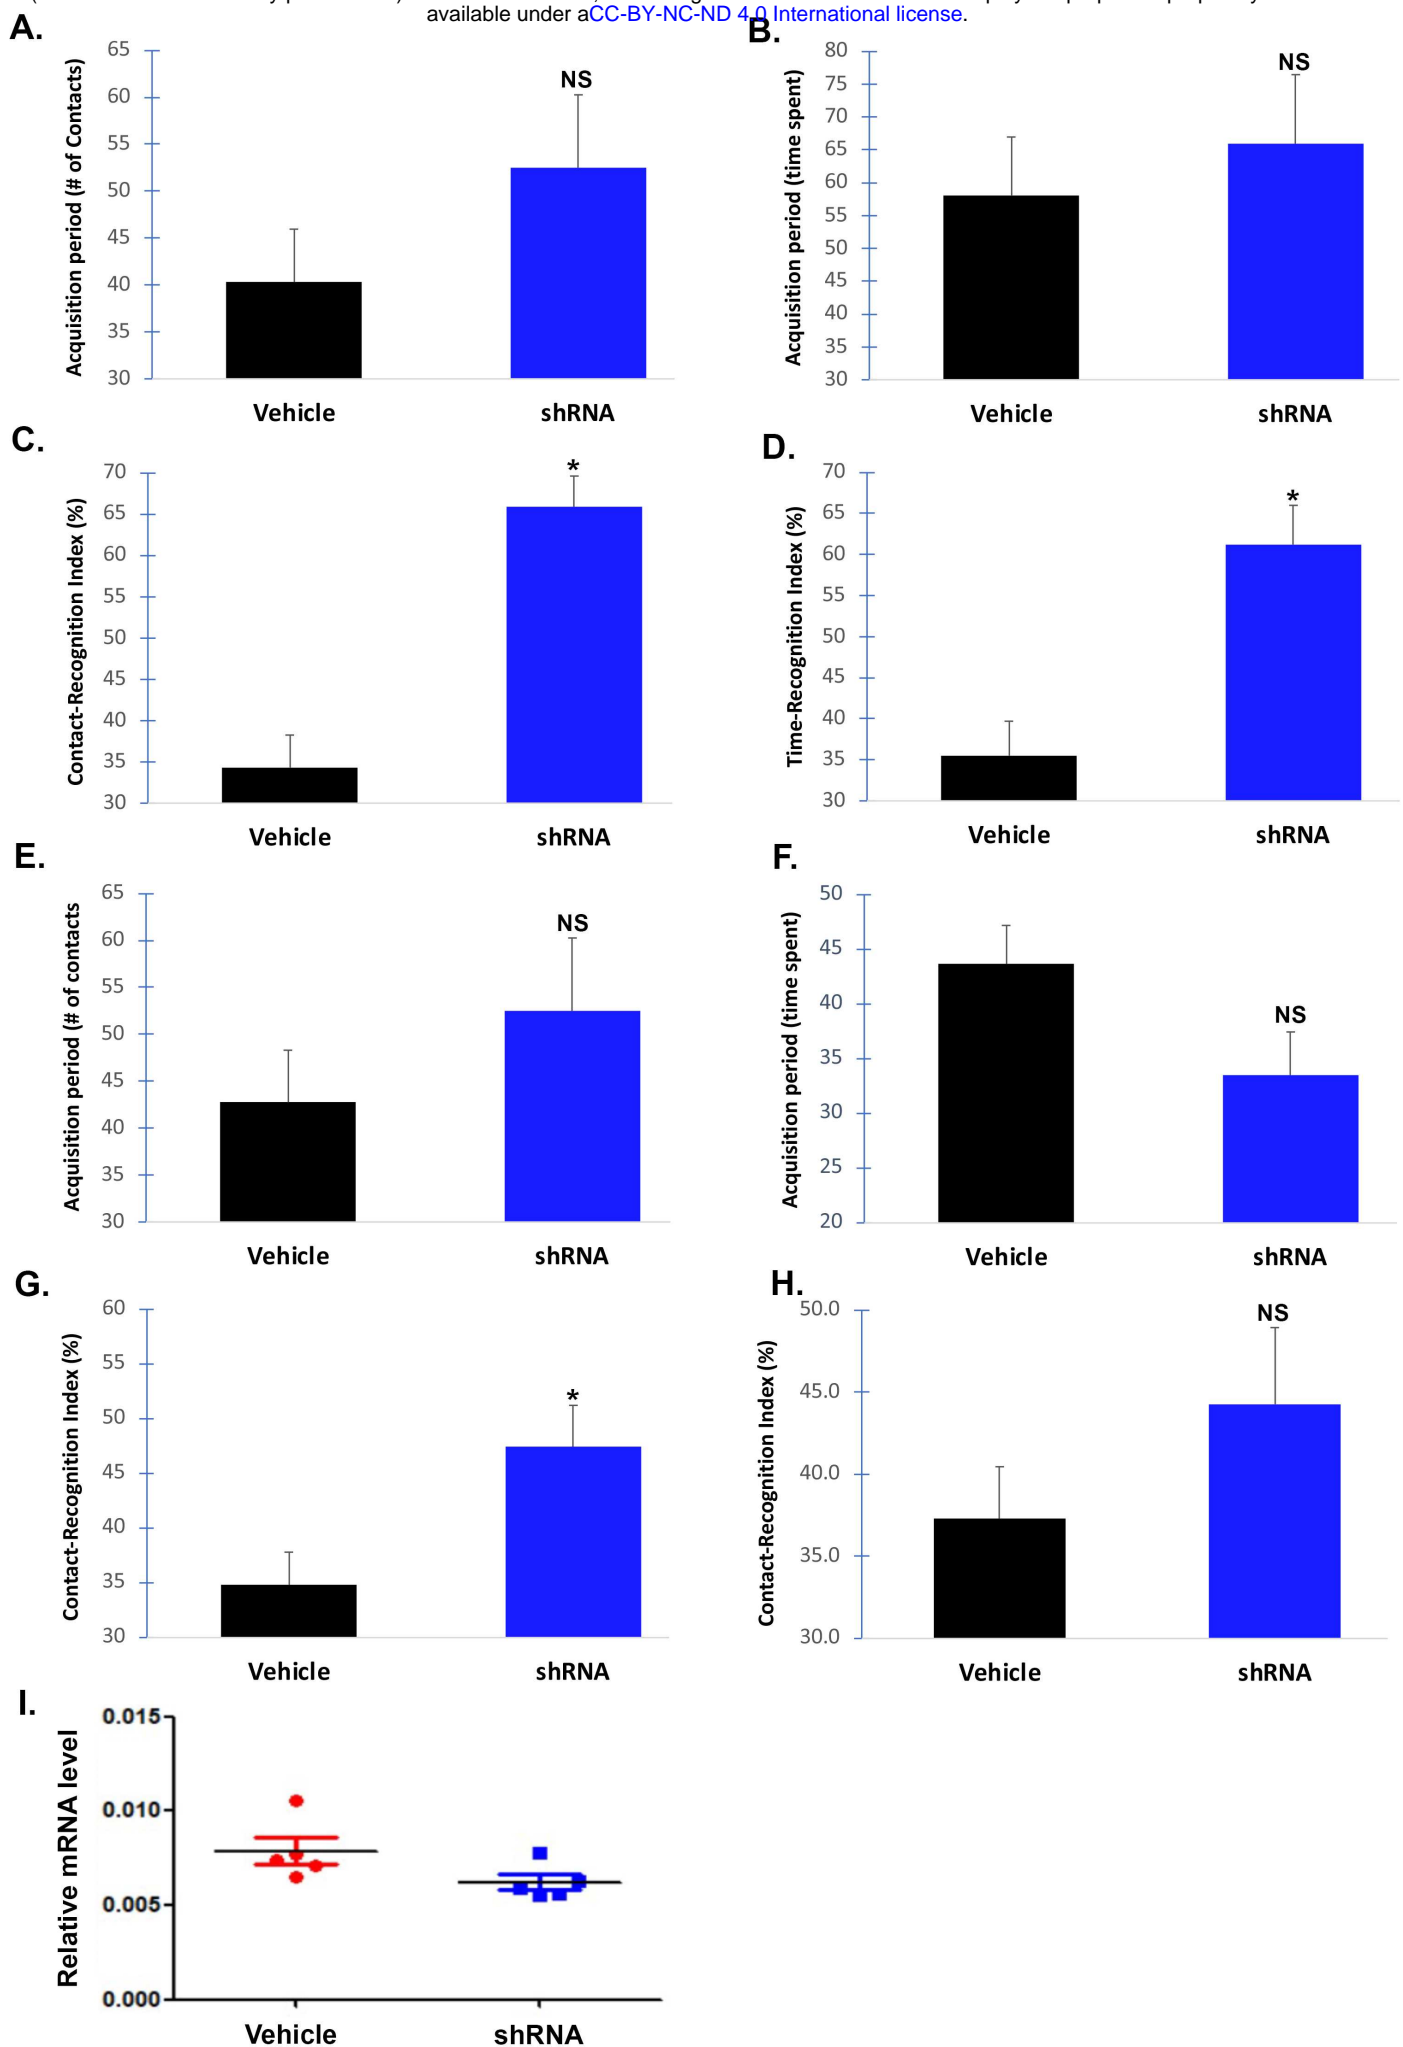 available under aCC-BY-NC-ND 4.0 International license.
A.
65
60
55
50
45
40
35
30
Acquisition period (# of Contacts)
NS
Vehicle
shRNA
B.
80
75
70
65
60
55
50
45
40
35
30
Acquisition period (time spent)
NS
Vehicle
shRNA
C.
70
65
60
55
50
45
40
35
30
Contact-Recognition Index (%)
*
Vehicle
shRNA
D.
70
65
60
55
50
45
40
35
30
Time-Recognition Index (%)
*
Vehicle
shRNA
E.
65
60
55
50
45
40
35
30
Acquisition period (# of contacts
NS
Vehicle
shRNA
F.
50
45
40
35
30
25
20
Acquisition period (time spent)
NS
Vehicle
shRNA
G.
60
55
50
45
40
35
30
Contact-Recognition Index (%)
*
Vehicle
shRNA
H.
50.0
45.0
40.0
35.0
30.0
Contact-Recognition Index (%)
NS
Vehicle
shRNA
I.
0.015
0.010
0.005
0.000
Relative mRNA level
Vehicle
shRNA